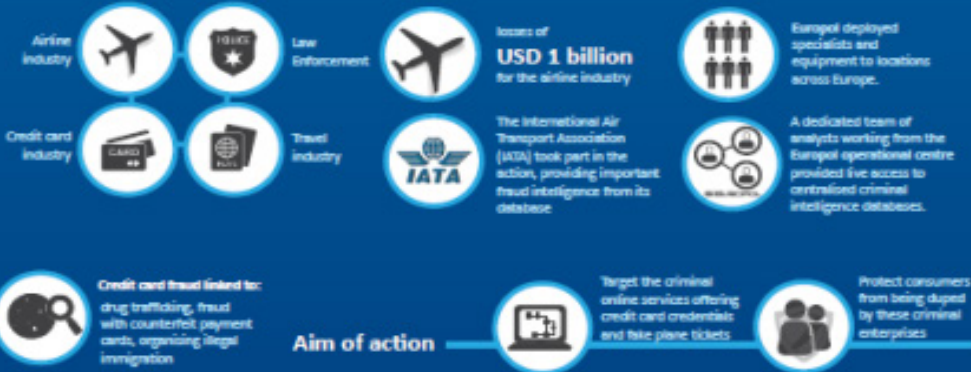 Airline
industry
POLICE
Law
Enforcement
Credit card
industry
CARD
Travel
industry
losses of
USD 1 billion
for the airline industry
IATA
The International Air
Transport Association
(IATA) took part in the
action, providing important
fraud intelligence from its
database
Europol deployed
specialists and
equipment to locations
across Europe.
A dedicated team of
analysts working from the
Europol operational centre
provided live access to
centralised criminal
intelligence databases.
Credit card fraud linked to:
drug trafficking, fraud
with counterfeit payment
cards, organising illegal
immigration
Aim of action
Target the criminal
online services offering
credit card credentials
and fake plane tickets
Protect consumers
from being duped
by these criminal
enterprises